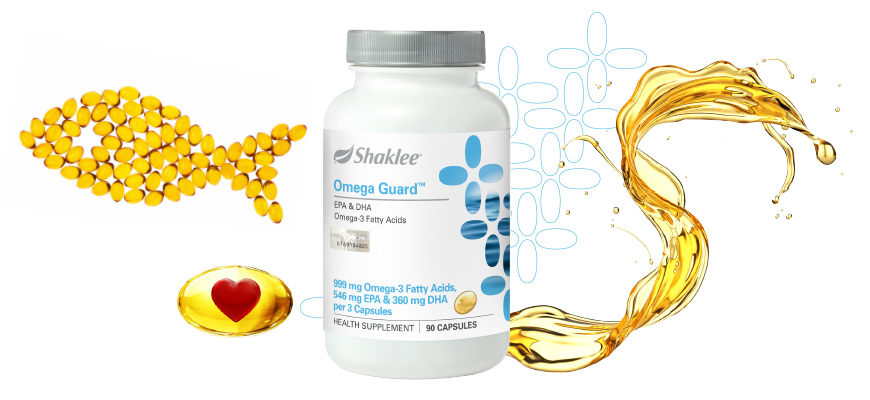 Shaklee®
Omega Guard™
EPA & DHA
Omega-3 Fatty Acids
999 mg Omega-3 Fatty Acids,
546 mg EPA & 360 mg DHA
per 3 Capsules
HEALTH SUPPLEMENT | 90 CAPSULES